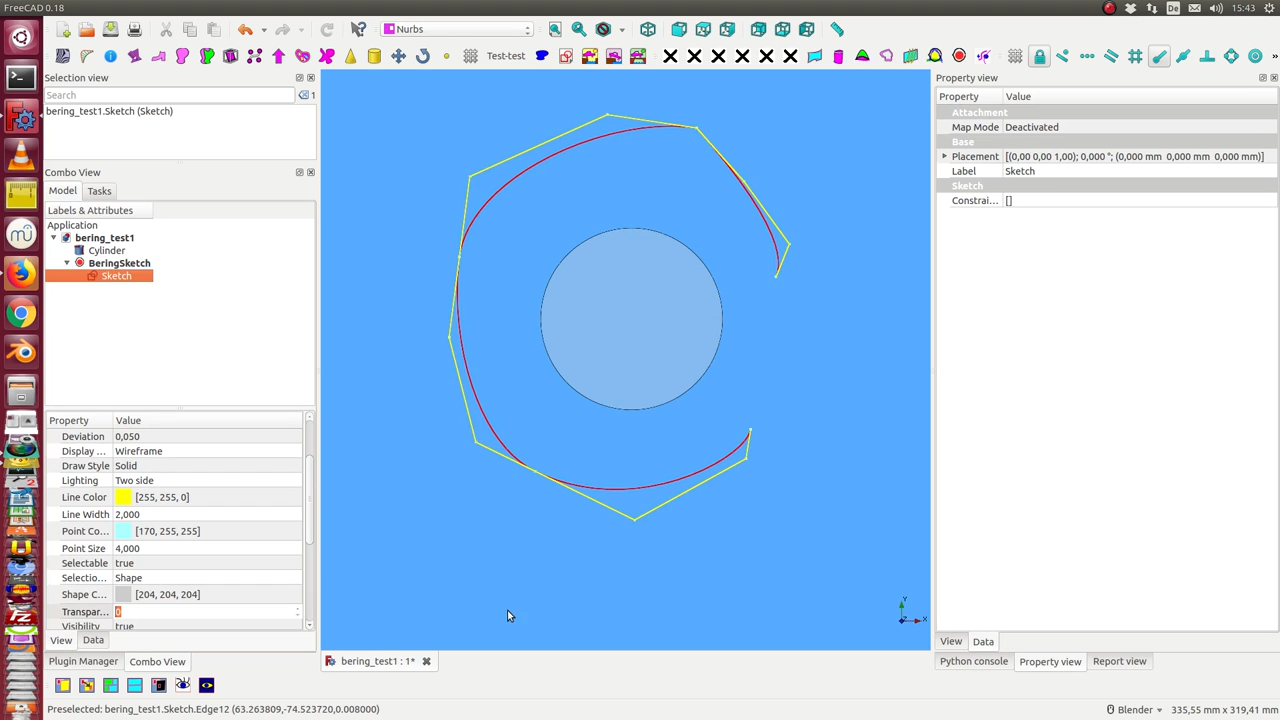 FreeCAD 0.18
De
15:43
Nurbs
Test-test
Selection view
Search
1
bering_test1.Sketch (Sketch)
Combo View
Model
Tasks
Labels & Attributes
Application
bering_test1
Cylinder
BeringSketch
Sketch
Property
Value
Deviation
0,050
Display ...
Wireframe
Draw Style
Solid
Lighting
Two side
Line Color
[255, 255, 0]
Line Width
2,000
Point Co...
[170, 255, 255]
Point Size
4,000
Selectable
true
Selectio...
Shape
Shape C...
[204, 204, 204]
Transpar...
0
Visibility
true
View
Data
Plugin Manager
Combo View
bering_test1 : 1*
Y
X
Property view
Property
Value
Attachment
Map Mode
Deactivated
Base
Placement
[(0,00 0,00 1,00); 0,000 °; (0,000 mm 0,000 mm 0,000 mm)]
Label
Sketch
Sketch
Constrai...
[]
View
Data
Python console
Property view
Report view
Preselected: bering_test1.Sketch.Edge12 (63.263809,-74.523720,0.008000)
Blender
335,55 mm x 319,41 mm